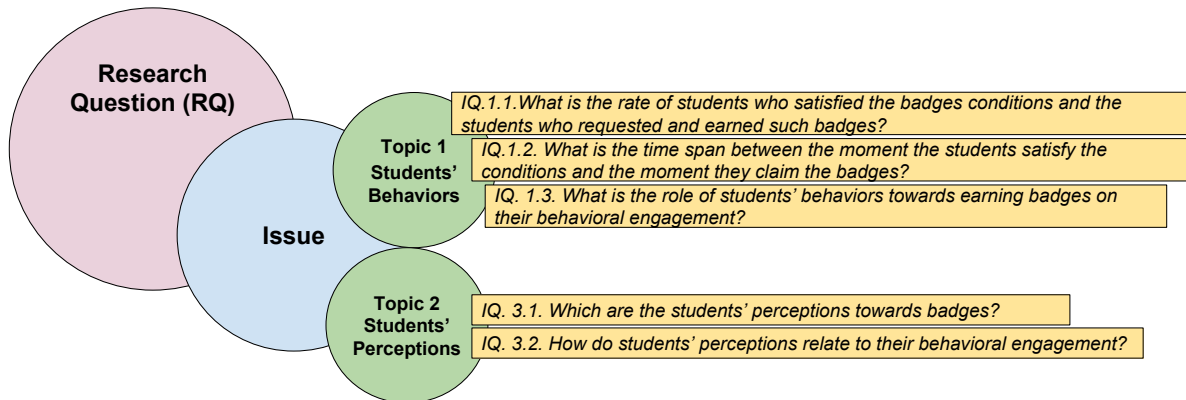 Research
Question (RQ)
Issue
Topic 1
Students'
Behaviors
IQ.1.1.What is the rate of students who satisfied the badges conditions and the
students who requested and earned such badges?
IQ.1.2. What is the time span between the moment the students satisfy the
conditions and the moment they claim the badges?
IQ. 1.3. What is the role of students' behaviors towards earning badges on
their behavioral engagement?
Topic 2
Students'
Perceptions
IQ. 3.1. Which are the students' perceptions towards badges?
IQ. 3.2. How do students' perceptions relate to their behavioral engagement?